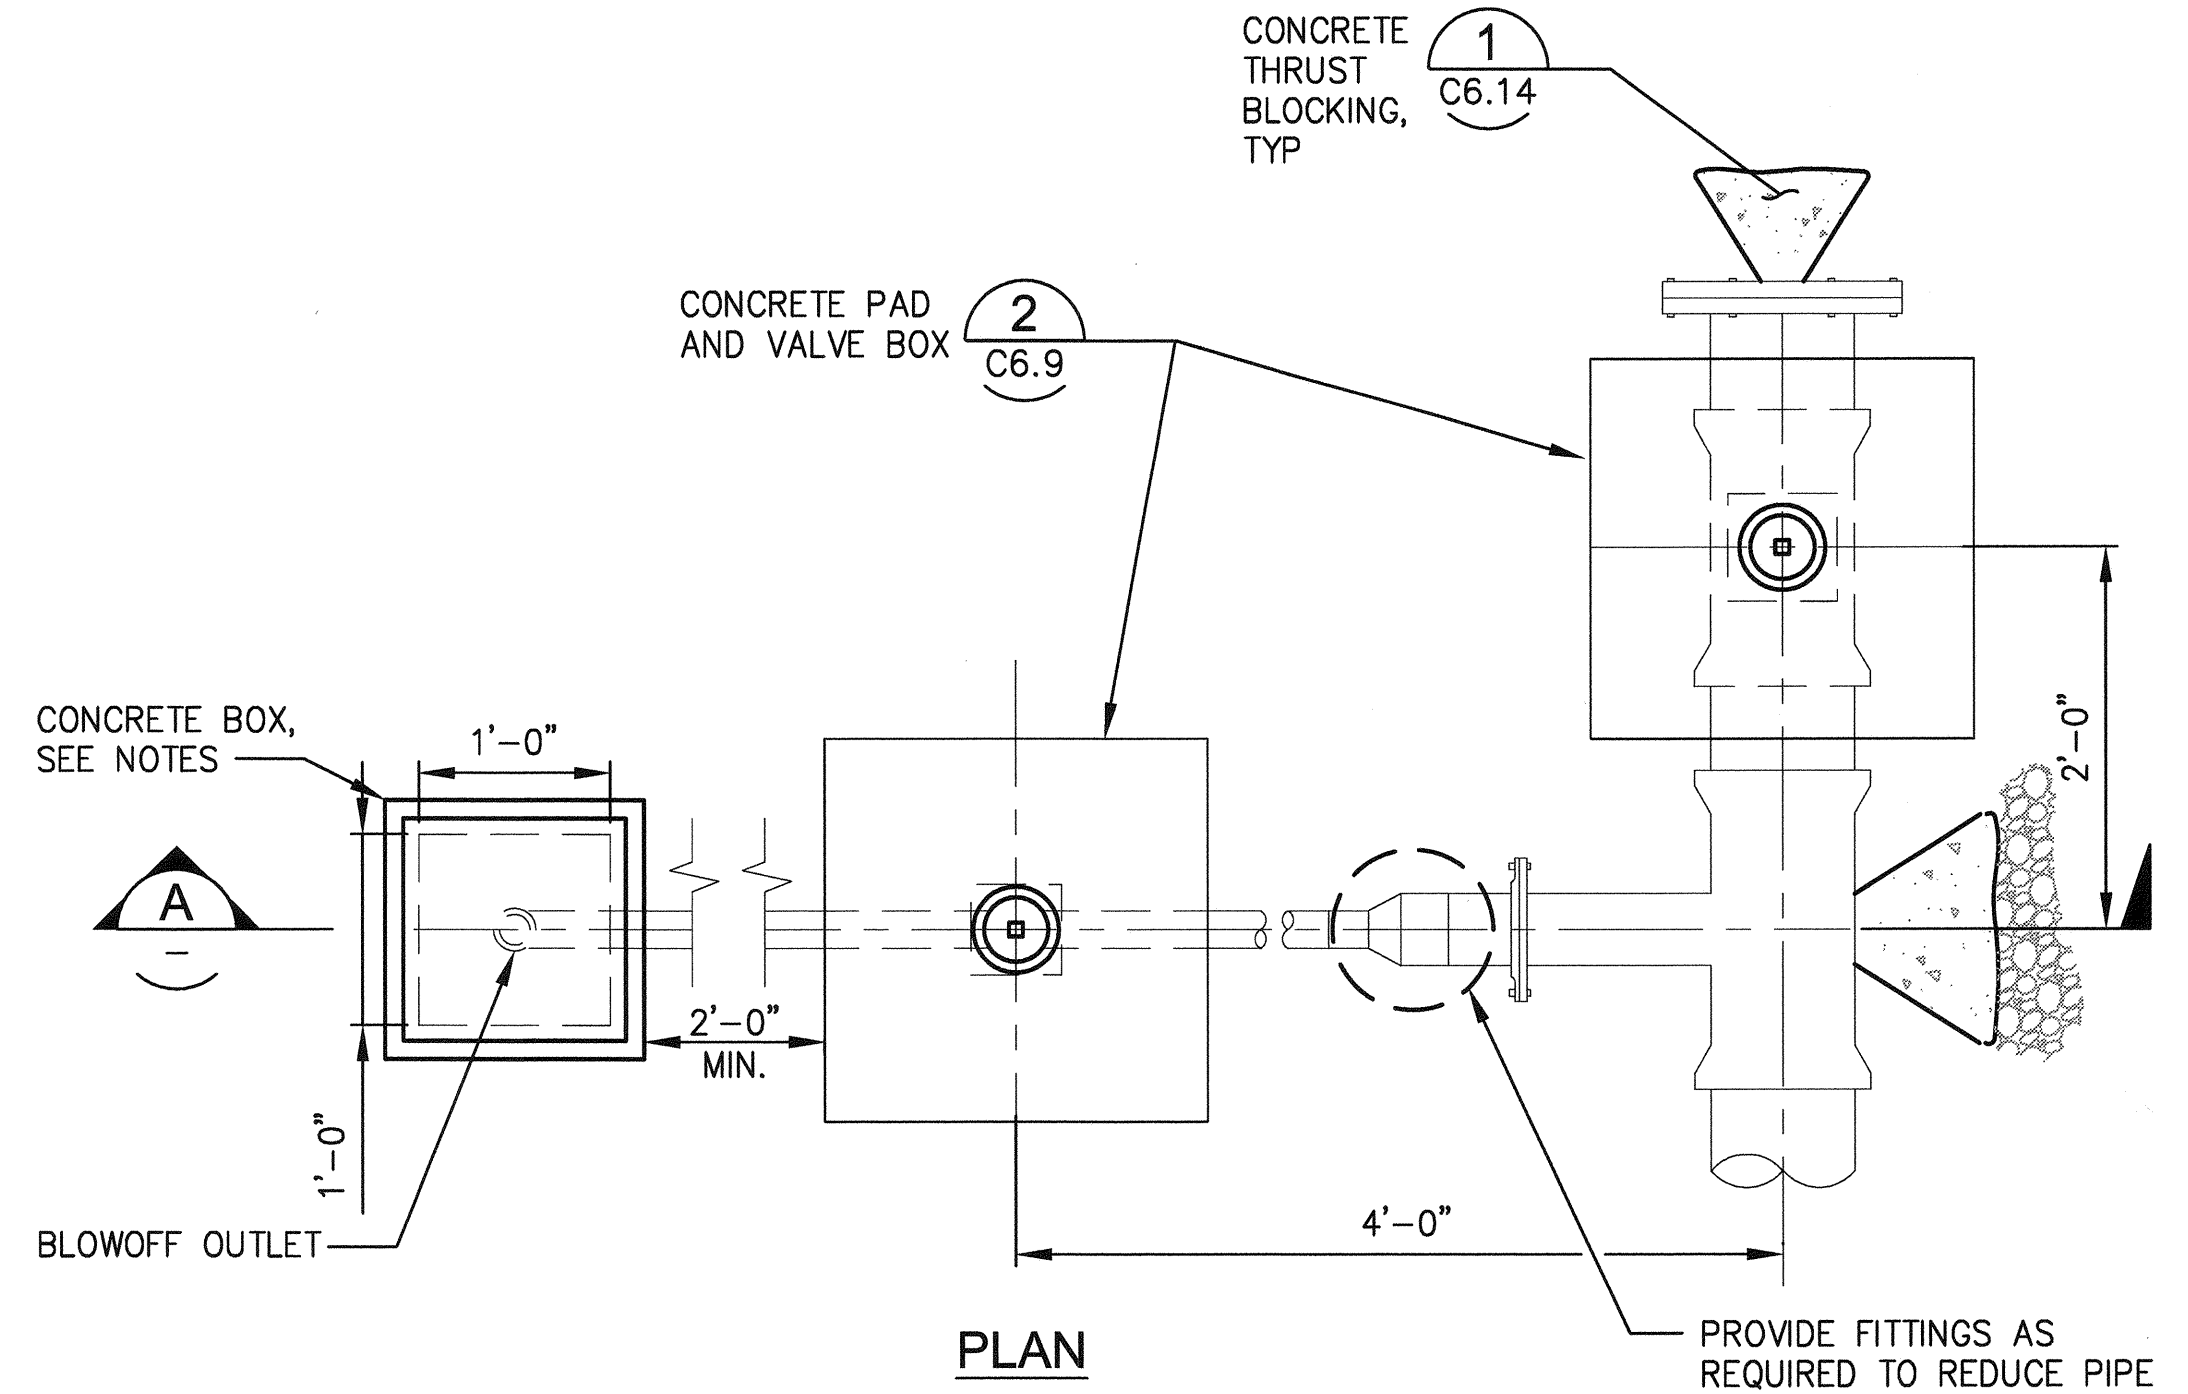 CONCRETE
THRUST
BLOCKING,
TYP
1
C6.14
CONCRETE PAD
AND VALVE BOX
2
C6.9
CONCRETE BOX,
SEE NOTES
1'-0"
2'-0"
A
-
2'-0"
MIN.
1'-0"
BLOWOFF OUTLET
4'-0"
PLAN
PROVIDE FITTINGS AS
REQUIRED TO REDUCE PIPE